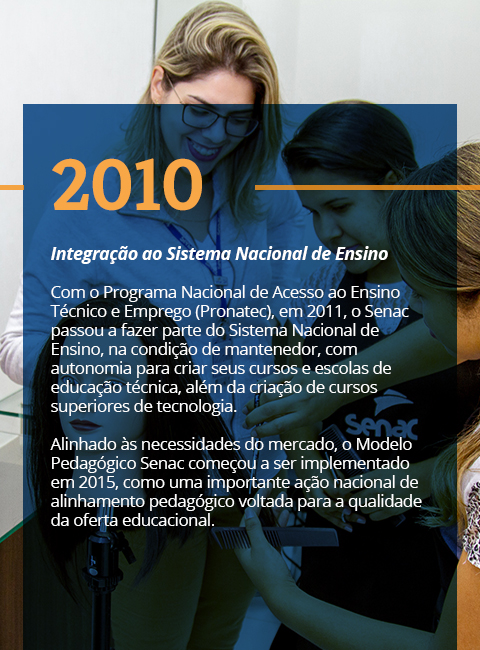 2010
Integração ao Sistema Nacional de Ensino
Com o Programa Nacional de Acesso ao Ensino
Técnico e Emprego (Pronatec), em 2011, o Senac
passou a fazer parte do Sistema Nacional de
Ensino, na condição de mantenedor, com
autonomia para criar seus cursos e escolas de
educação técnica, além da criação de cursos
superiores de tecnologia.
Alinhado às necessidades do mercado, o Modelo
Pedagógico Senac começou a ser implementado
em 2015, como uma importante ação nacional de
alinhamento pedagógico voltada para a qualidade
da oferta educacional.
Senac